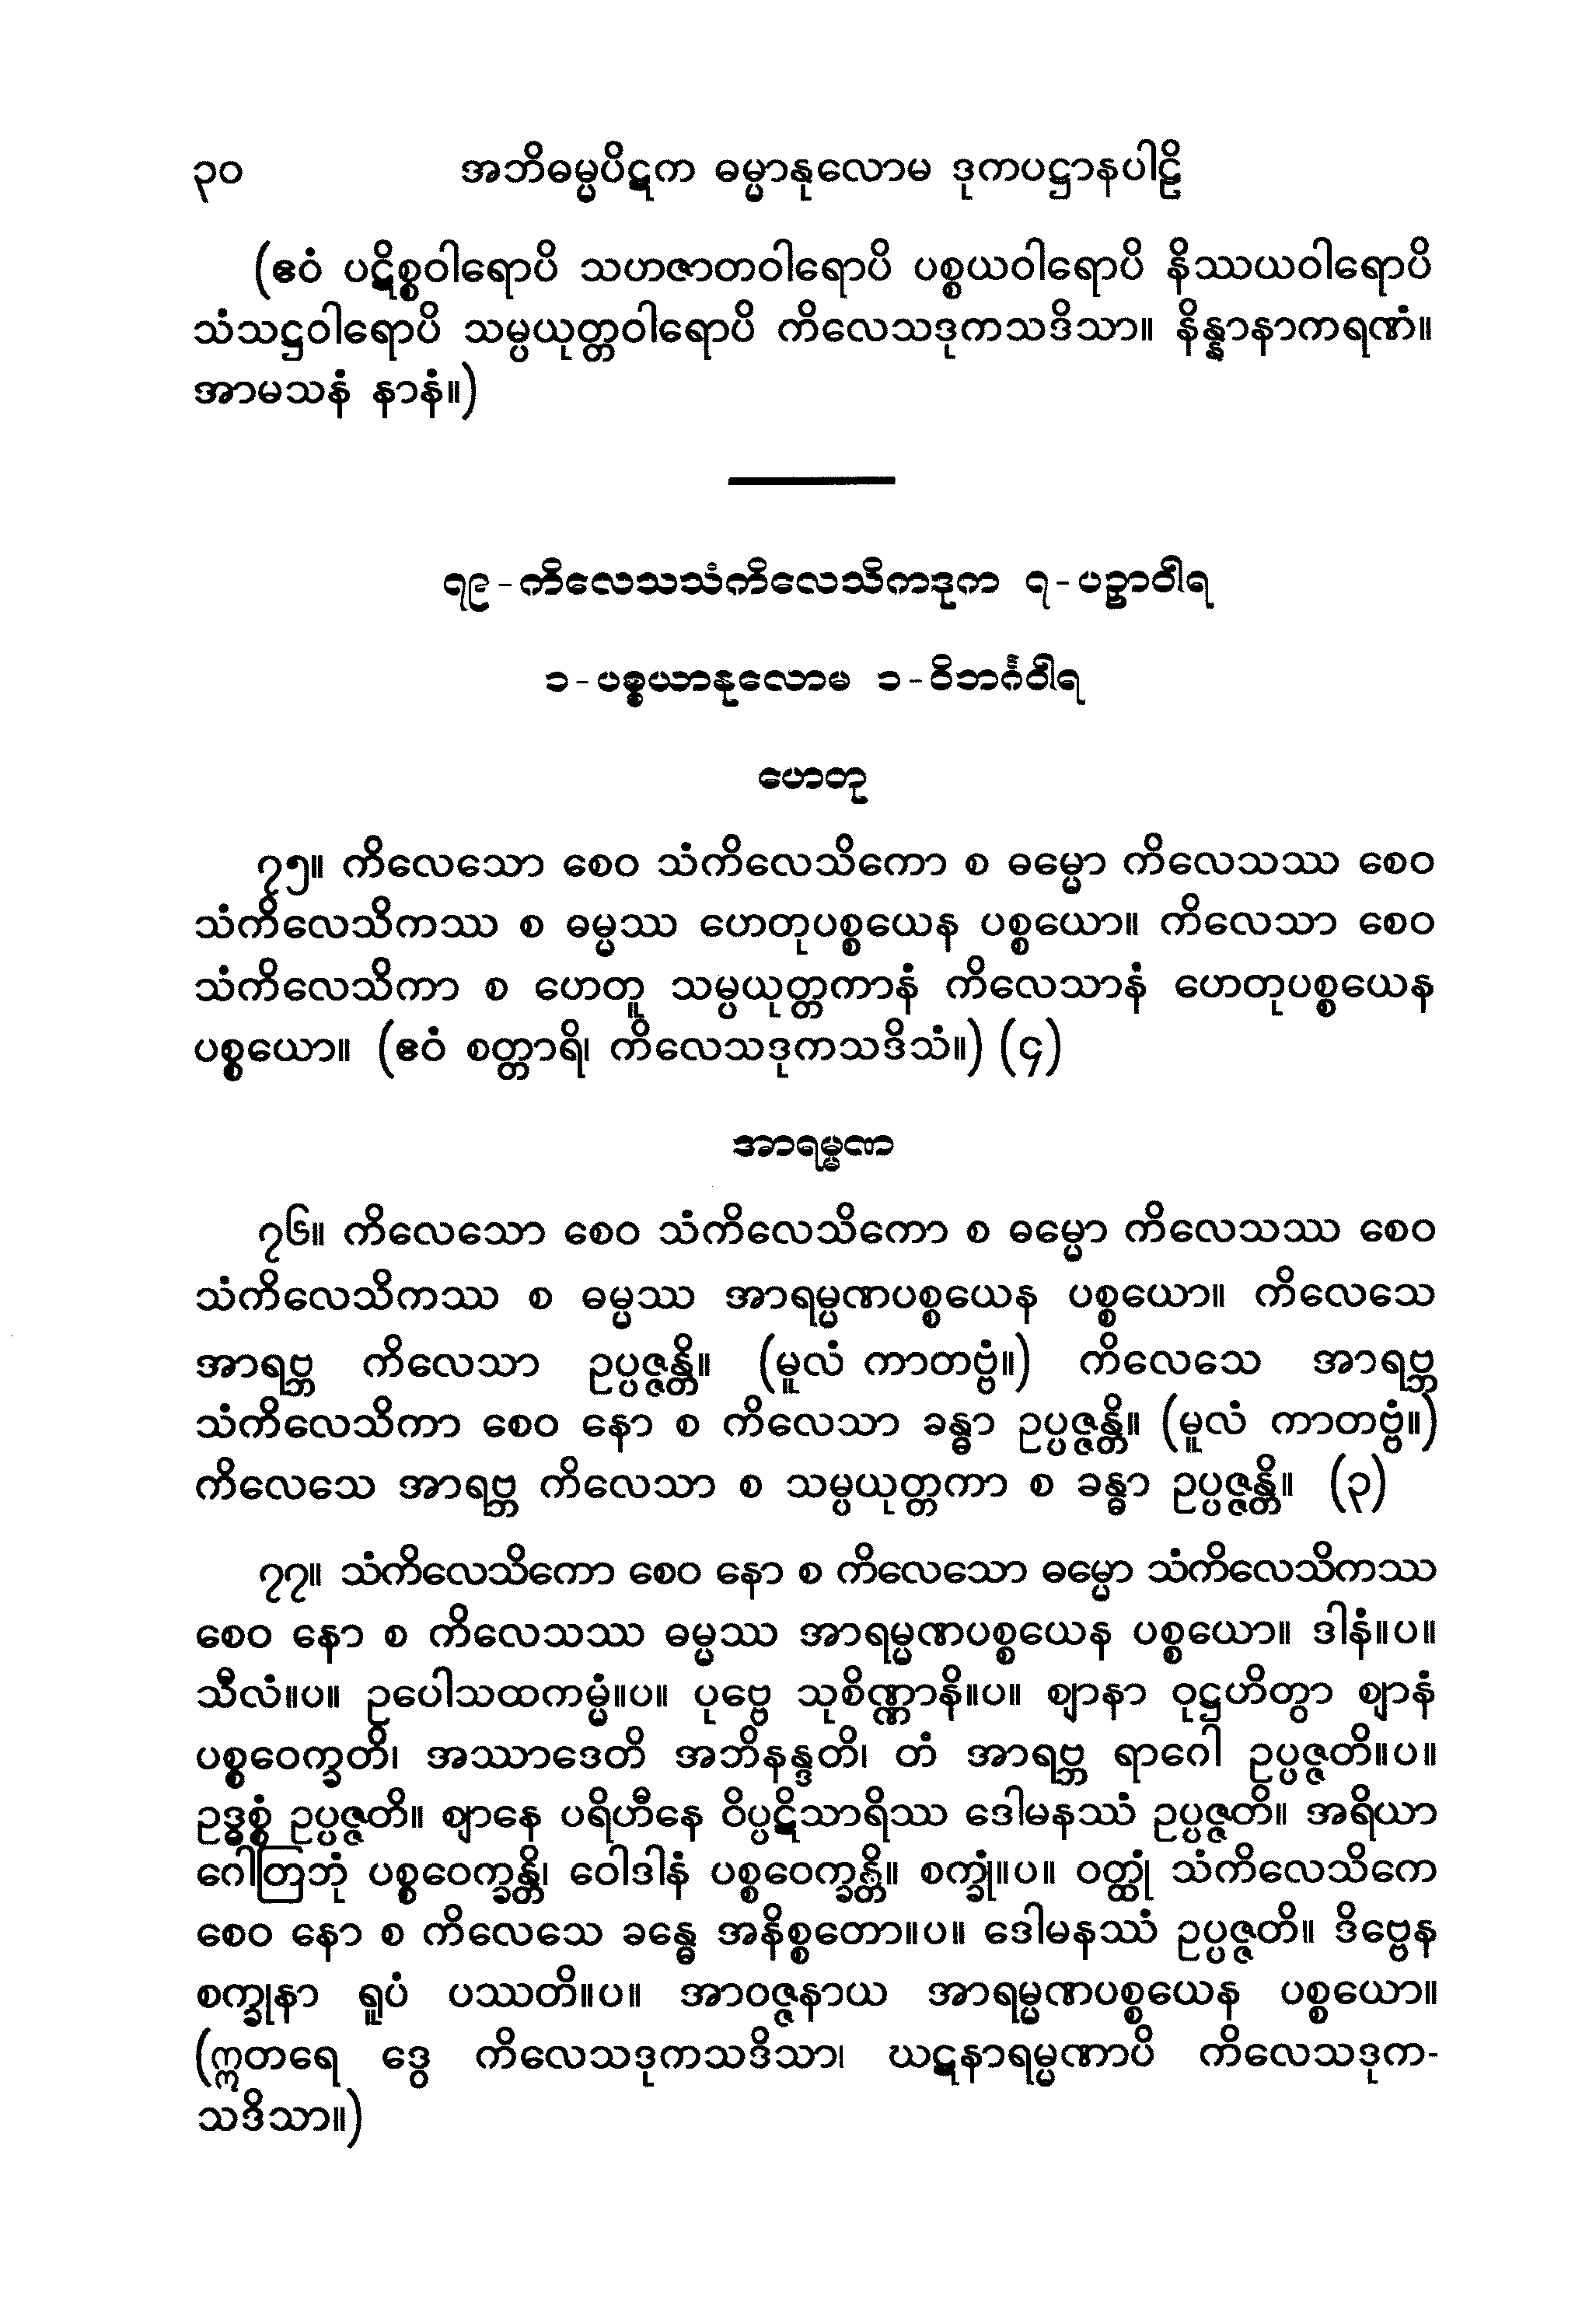 ၃၀ အဘိဓမ္မပိဋက ဓမ္မာနုလောမ ဒုကပဋ္ဌာနပါဠိ
(ဧဝံ ပဋိစ္စဝါရောပိ သဟဇာတဝါရောပိ ပစ္စယဝါရောပိ နိဿယဝါရောပိ
သံသဋ္ဌဝါရောပိ သမ္ပယုတ္တဝါရောပိ ကိလေသဒုကသဒိသာ။ နိန္နာနာကရဏံ။
အာမသနံ နာနံ။)
၇၉-ကိလေသသံကိလေသိကဒုက ၇-ပဉှာဝါရ
၁-ပစ္စယာနုလောမ ၁-ဝိဘင်္ဂဝါရ
ဟေတု
၇၅။ ကိလေသော စေဝ သံကိလေသိကော စ ဓမ္မော ကိလေသဿ စေဝ
သံကိလေသိကဿ စ ဓမ္မဿ ဟေတုပစ္စယေန ပစ္စယော။ ကိလေသာ စေဝ
သံကိလေသိကာ စ ဟေတူ သမ္ပယုတ္တကာနံ ကိလေသာနံ ဟေတုပစ္စယေန
ပစ္စယော။ (ဧဝံ စတ္တာရိ၊ ကိလေသဒုကသဒိသံ။) (၄)
အာရမ္မဏ
၇၆။ ကိလေသော စေဝ သံကိလေသိကော စ ဓမ္မော ကိလေသဿ စေဝ
သံကိလေသိကဿ စ ဓမ္မဿ အာရမ္မဏပစ္စယေန ပစ္စယော။ ကိလေသေ
အာရဗ္ဘ ကိလေသာ ဥပ္ပဇ္ဇန္တိ။ (မူလံ ကာတဗ္ဗံ။) ကိလေသေ အာရဗ္ဘ
သံကိလေသိကာ စေဝ နော စ ကိလေသာ ခန္ဓာ ဥပ္ပဇ္ဇန္တိ။ (မူလံ ကာတဗ္ဗံ။)
ကိလေသေ အာရဗ္ဘ ကိလေသာ စ သမ္ပယုတ္တကာ စ ခန္ဓာ ဥပ္ပဇ္ဇန္တိ။ (၃)
၇၇။ သံကိလေသိကော စေဝ နော စ ကိလေသော ဓမ္မော သံကိလေသိကဿ
စေဝ နော စ ကိလေသဿ ဓမ္မဿ အာရမ္မဏပစ္စယေန ပစ္စယော။ ဒါနံ။ပ။
သီလံ။ပ။ ဥပေါသထကမ္မံ။ပ။ ပုဗ္ဗေ သုစိဏ္ဏာနိ။ပ။ ဈာနာ ဝုဋ္ဌဟိတွာ ဈာနံ
ပစ္စဝေက္ခတိ၊ အဿာဒေတိ အဘိနန္ဒတိ၊ တံ အာရဗ္ဘ ရာဂေါ ဥပ္ပဇ္ဇတိ။ပ။
ဥဒ္ဓစ္စံ ဥပ္ပဇ္ဇတိ။ ဈာနေ ပရိဟီနေ ဝိပ္ပဋိသာရိဿ ဒေါမနဿံ ဥပ္ပဇ္ဇတိ။ အရိယာ
ဂေါတြဘုံ ပစ္စဝေက္ခန္တိ၊ ဝေါဒါနံ ပစ္စဝေက္ခန္တိ။ စက္ခုံ။ပ။ ဝတ္ထုံ သံကိလေသိကေ
စေဝ နော စ ကိလေသေ ခန္ဓေ အနိစ္စတော။ပ။ ဒေါမနဿံ ဥပ္ပဇ္ဇတိ။ ဒိဗ္ဗေန
စက္ခုနာ ရူပံ ပဿတိ။ပ။ အာဝဇ္ဇနာယ အာရမ္မဏပစ္စယေန ပစ္စယော။
(ဣတရေ ဒွေ ကိလေသဒုကသဒိသာ၊ ဃဋနာရမ္မဏာပိ ကိလေသဒုက-
သဒိသာ။)